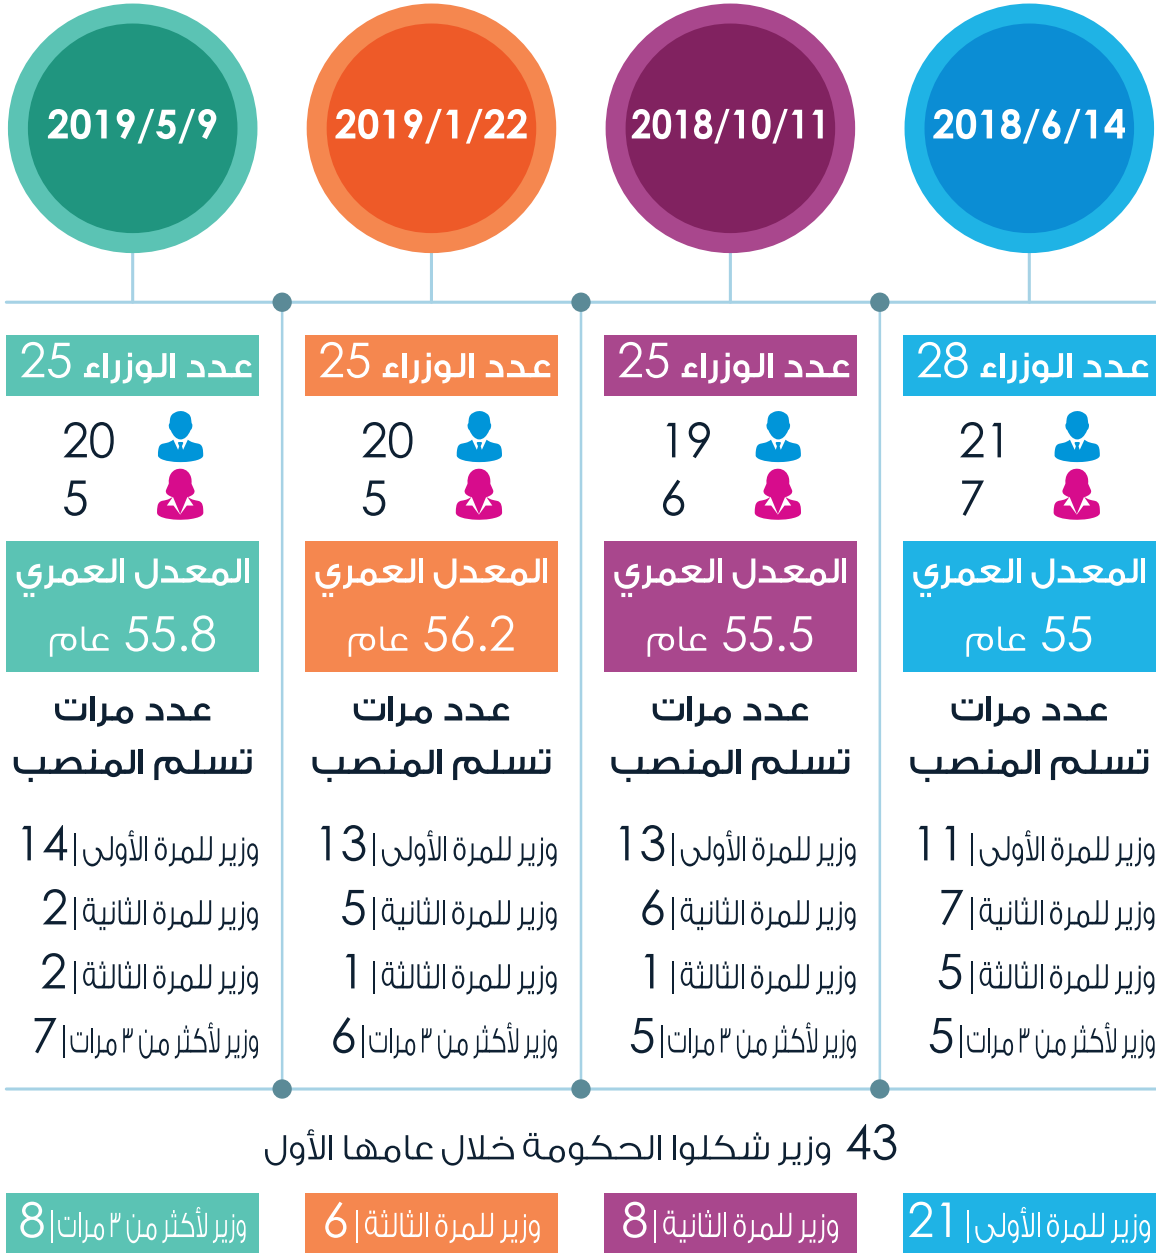 2018/6/14
عدد الوزراء 28
21
7
المعدل العمري
55 عام
عدد مرات
تسلم المنصب
وزير للمرة الأولى | 11
وزير للمرة الثانية | 7
وزير للمرة الثالثة | 5
وزير لأكثر من ٣ مرات | 5
2018/10/11
عدد الوزراء 25
19
6
المعدل العمري
55.5 عام
عدد مرات
تسلم المنصب
وزير للمرة الأولى | 13
وزير للمرة الثانية | 6
وزير للمرة الثالثة | 1
وزير لأكثر من ٣ مرات | 5
2019/1/22
عدد الوزراء 25
20
5
المعدل العمري
56.2 عام
عدد مرات
تسلم المنصب
وزير للمرة الأولى | 13
وزير للمرة الثانية | 5
وزير للمرة الثالثة | 1
وزير لأكثر من ٣ مرات | 6
2019/5/9
عدد الوزراء 25
20
5
المعدل العمري
55.8 عام
عدد مرات
تسلم المنصب
وزير للمرة الأولى | 14
وزير للمرة الثانية | 2
وزير للمرة الثالثة | 2
وزير لأكثر من ٣ مرات | 7
43 وزير شكلوا الحكومة خلال عامها الأول
وزير للمرة الأولى | 21
وزير للمرة الثانية | 8
وزير للمرة الثالثة | 6
وزير لأكثر من ٣ مرات | 8